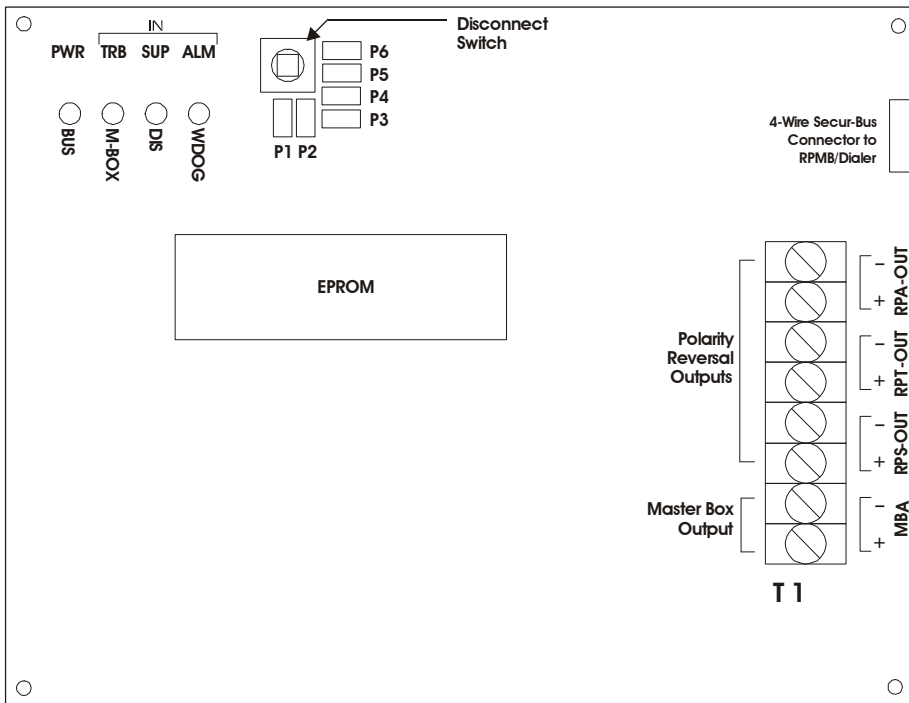 Disconnect
Switch
IN
PWR TRB SUP ALM
P6
P5
P4
P3
P1 P2
BUS M-BOX DIS WDOG
4-Wire Secur-Bus
Connector to
RPMB/Dialer
EPROM
Polarity
Reversal
Outputs
– + RPA-OUT
– + RPT-OUT
– + RPS-OUT
Master Box
Output
– + MBA
T 1